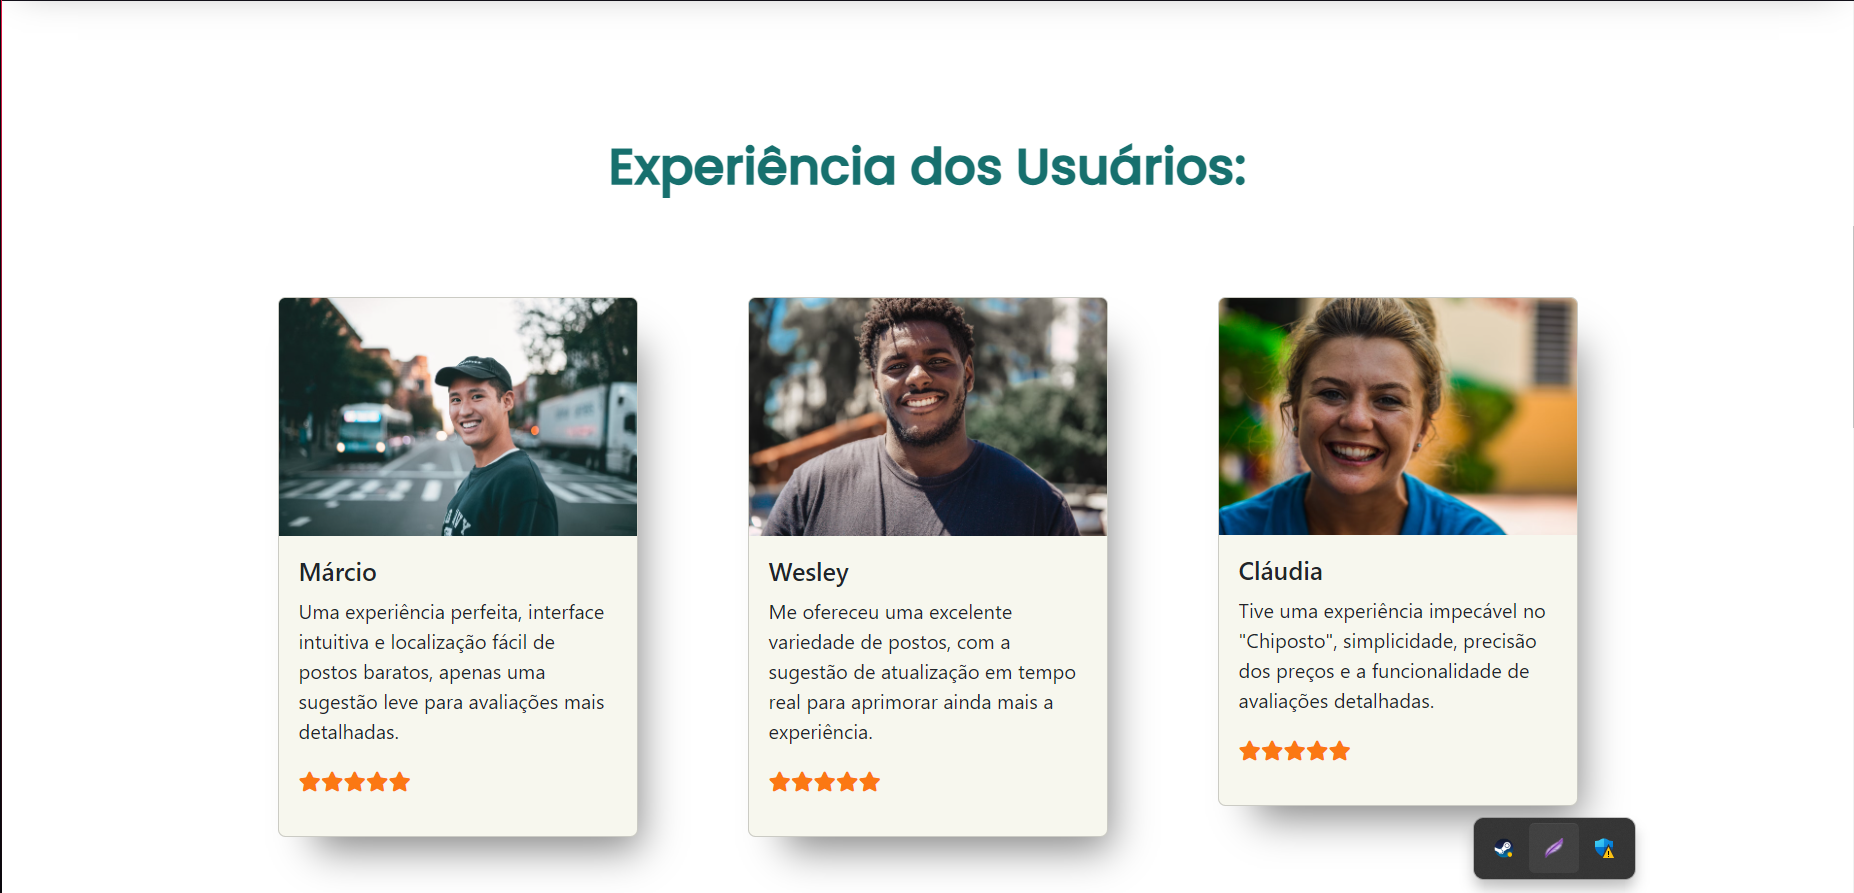 Experiência dos Usuários:
Márcio
Uma experiência perfeita, interface
intuitiva e localização fácil de
postos baratos, apenas uma
sugestão leve para avaliações mais
detalhadas.
Wesley
Me ofereceu uma excelente
variedade de postos, com a
sugestão de atualização em tempo
real para aprimorar ainda mais a
experiência.
Cláudia
Tive uma experiência impecável no
"Chiposto", simplicidade, precisão
dos preços e a funcionalidade de
avaliações detalhadas.